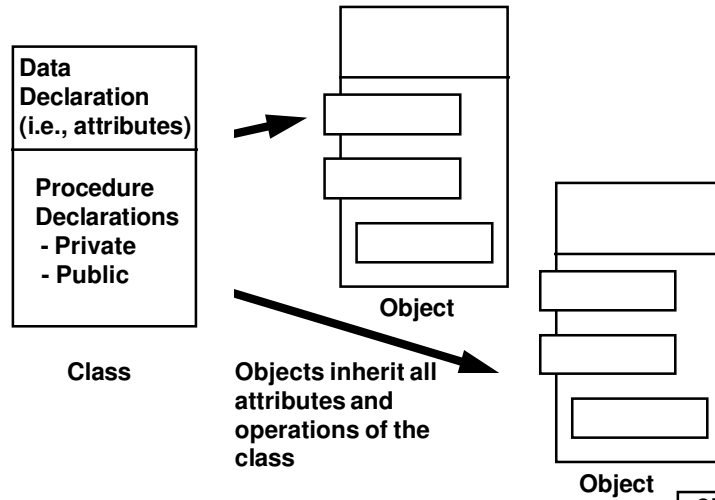 Data
Declaration
(i.e., attributes)
Procedure
Declarations
- Private
- Public
Class
Object
Objects inherit all
attributes and
operations of the
class
Object